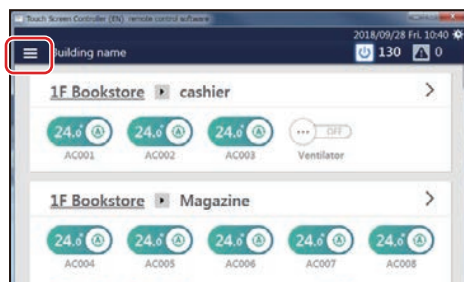 Touch Screen Controller (EN) remote control software
2018/09/28 Fri. 10:40
Building name 130 0
1F Bookstore cashier
24.0 A 24.0 A 24.0 A OFF
AC001 AC002 AC003 Ventilator
1F Bookstore Magazine
24.0 A 24.0 A 24.0 A 24.0 A 24.0 A
AC004 AC005 AC006 AC007 AC008